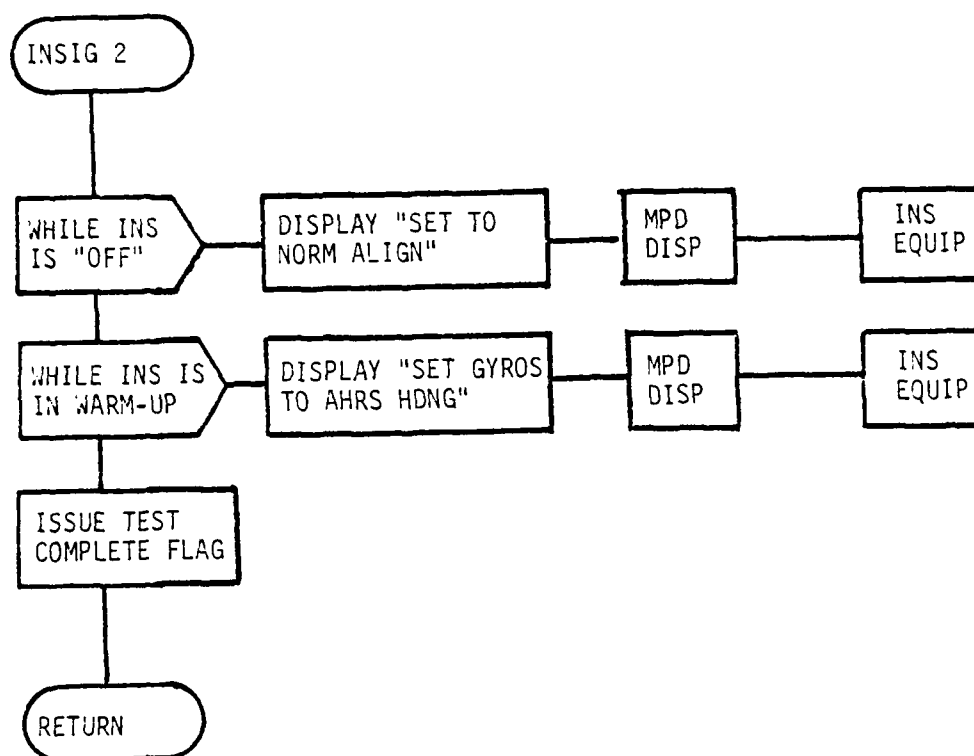 INSIG 2
WHILE INS
IS "OFF"
DISPLAY "SET TO
NORM ALIGN"
MPD
DISP
INS
EQUIP
WHILE INS IS
IN WARM-UP
DISPLAY "SET GYROS
TO AHRS HDNG"
MPD
DISP
INS
EQUIP
ISSUE TEST
COMPLETE FLAG
RETURN